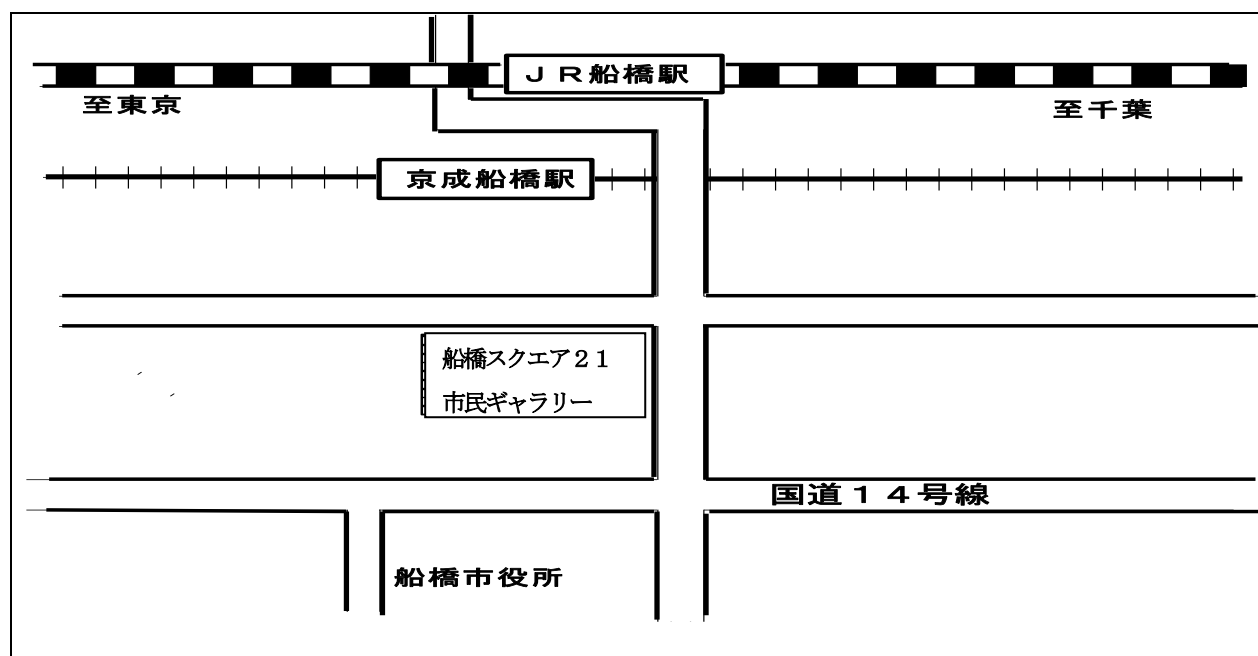 ＪＲ船橋駅
至東京
至千葉
京成船橋駅
船橋スクエア２１
市民ギャラリー
国道１４号線
船橋市役所